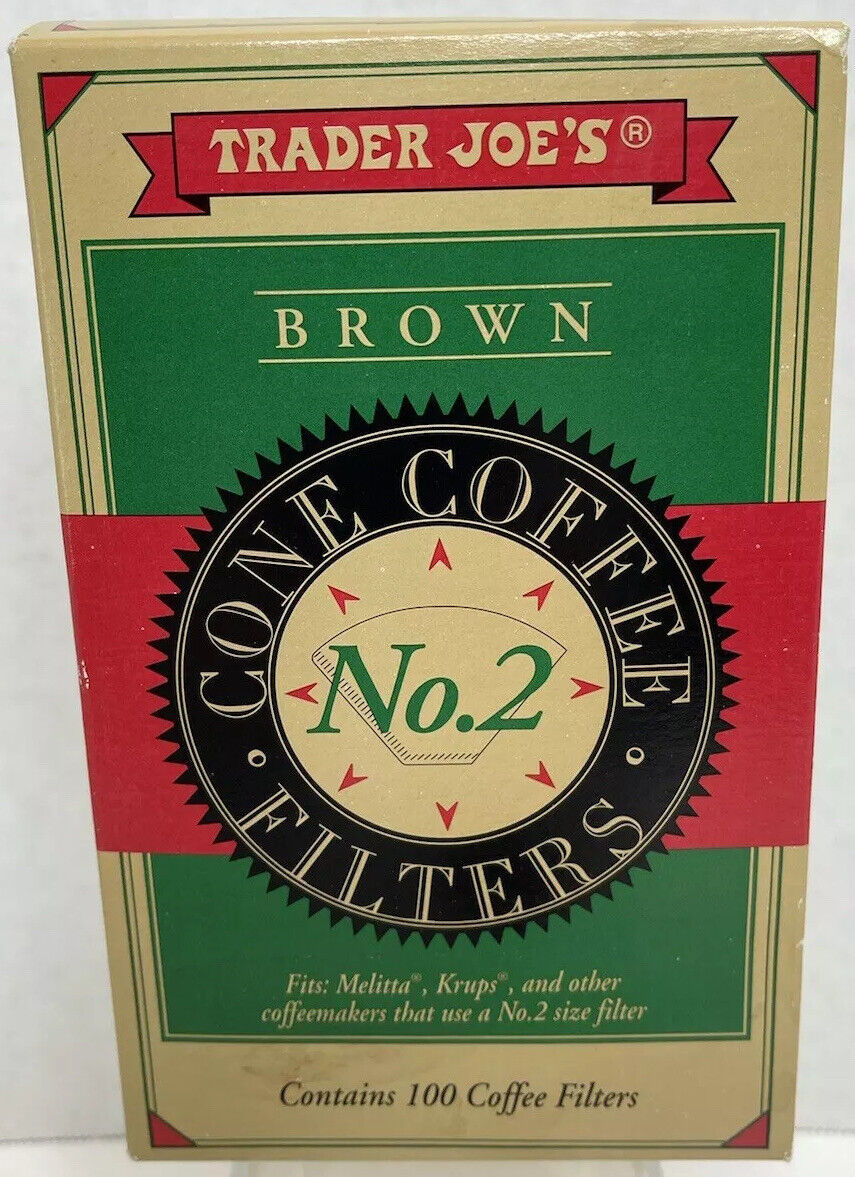 TRADER JOE'S®
BROWN
CONE COFFEE
FILTERS
No.2
Fits: Melitta®, Krups®, and other
coffeemakers that use a No.2 size filter
Contains 100 Coffee Filters